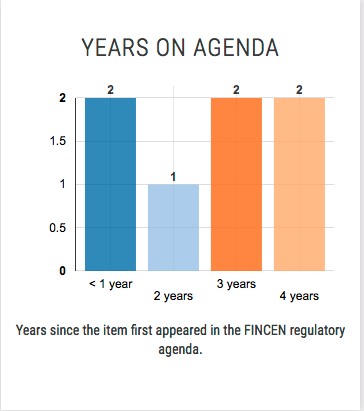 YEARS ON AGENDA
2 2 2
2
1.5
1
1
0.5
0
< 1 year 3 years
2 years 4 years
Years since the item first appeared in the FINCEN regulatory
agenda.